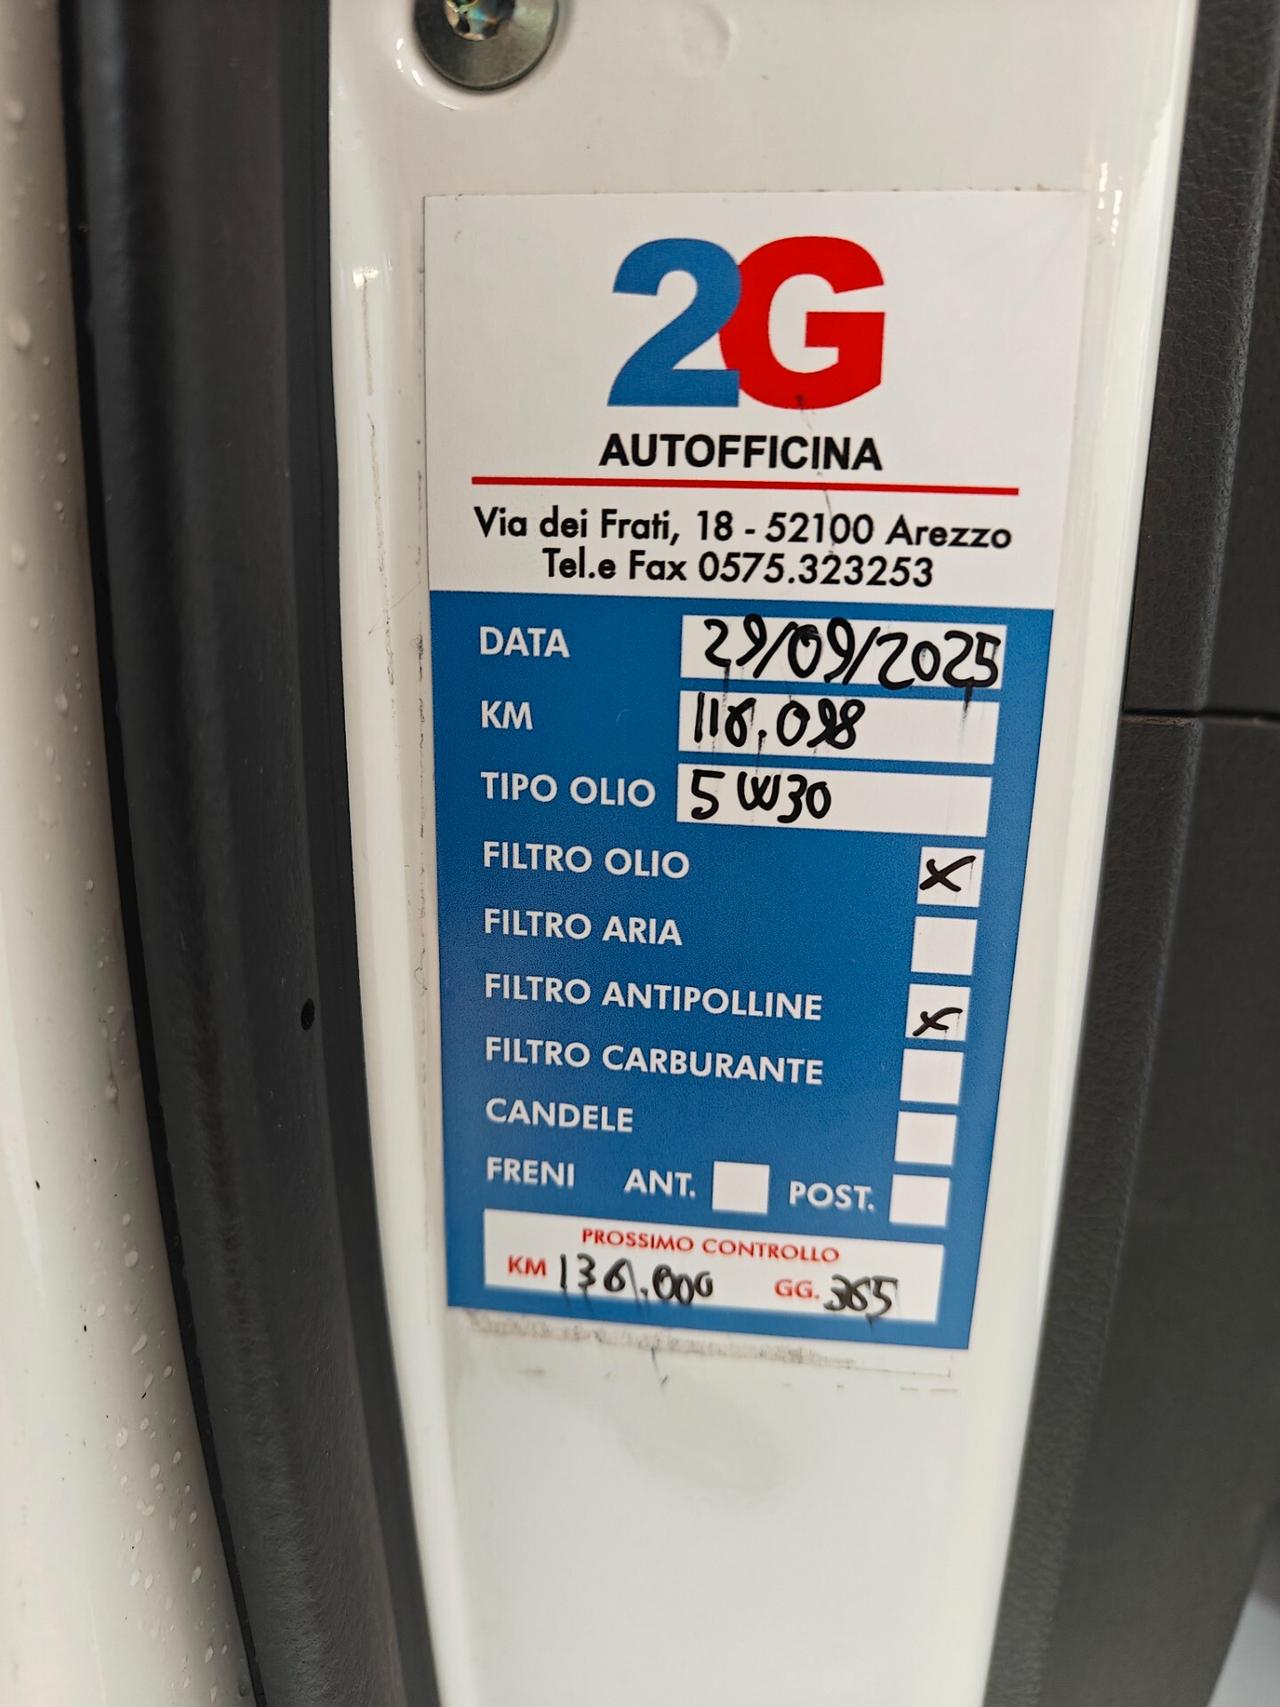 2G
AUTOFFICINA
Via dei Frati, 18 - 52100 Arezzo
Tel.e Fax 0575.323253
DATA 29/09/2025
KM 116.098
TIPO OLIO 5W30
FILTRO OLIO X
FILTRO ARIA
FILTRO ANTIPOLLINE X
FILTRO CARBURANTE
CANDELE
FRENI ANT. POST.
PROSSIMO CONTROLLO
KM 136.000 GG. 365